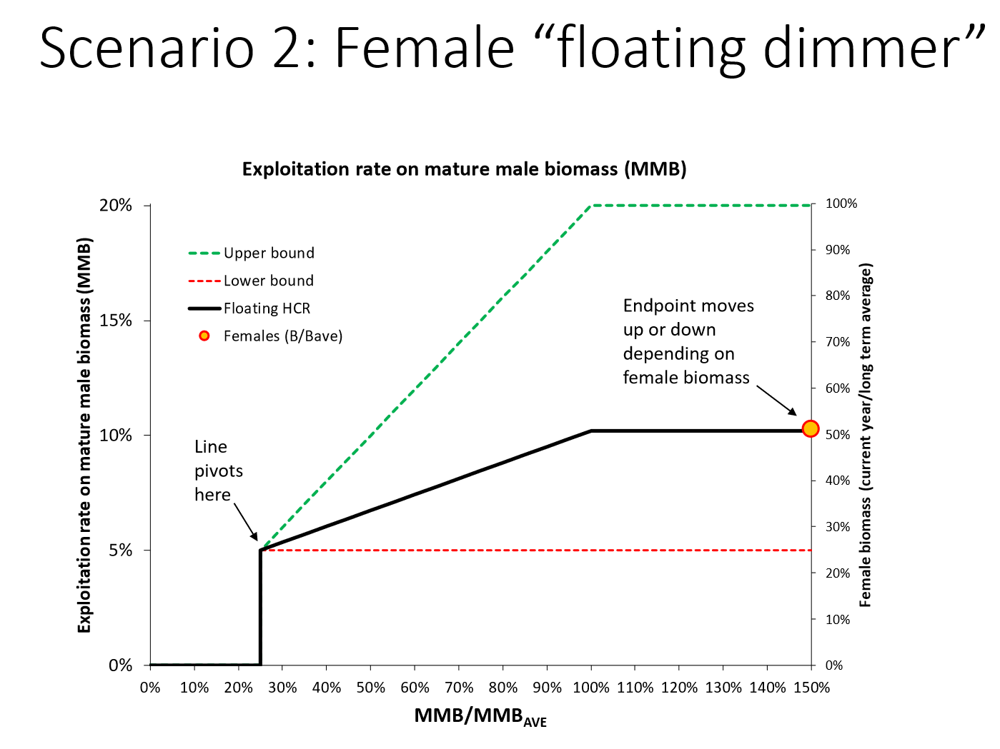 Scenario 2: Female “floating dimmer”
Exploitation rate on mature male biomass (MMB)
Exploitation rate on mature male biomass (MMB)
20%
15%
10%
5%
0%
Upper bound
Lower bound
Floating HCR
Females (B/Bave)
Line
pivots
here
Endpoint moves
up or down
depending on
female biomass
100%
90%
80%
70%
60%
50%
40%
30%
20%
10%
0%
Female biomass (current year/long term average)
0% 10% 20% 30% 40% 50% 60% 70% 80% 90% 100% 110% 120% 130% 140% 150%
MMB/MMBAVE